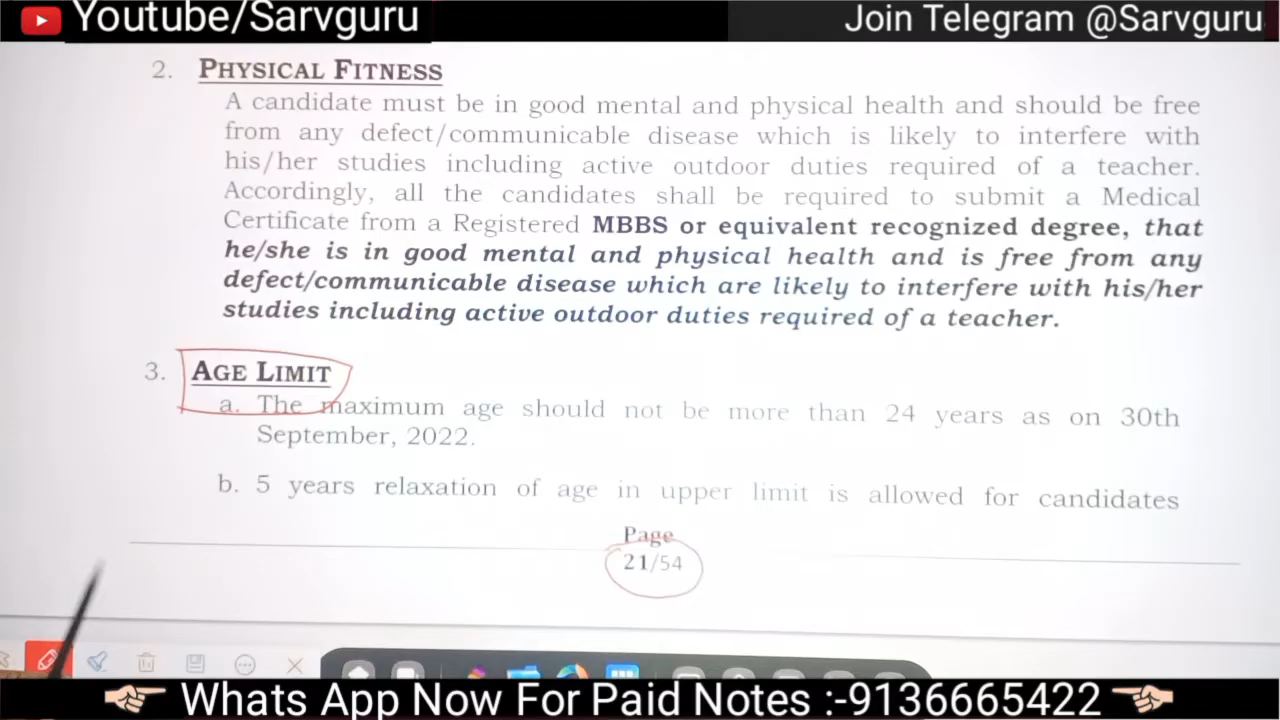 Youtube/Sarvguru
Join Telegram @Sarvguru
2. PHYSICAL FITNESS
A candidate must be in good mental and physical health and should be free
from any defect/communicable disease which is likely to interfere with
his/her studies including active outdoor duties required of a teacher.
Accordingly, all the candidates shall be required to submit a Medical
Certificate from a Registered MBBS or equivalent recognized degree, that
he/she is in good mental and physical health and is free from any
defect/communicable disease which are likely to interfere with his/her
studies including active outdoor duties required of a teacher.
3. AGE LIMIT
a. The maximum age should not be more than 24 years as on 30th
September, 2022.
b. 5 years relaxation of age in upper limit is allowed for candidates
Page
21/54
Whats App Now For Paid Notes :-9136665422